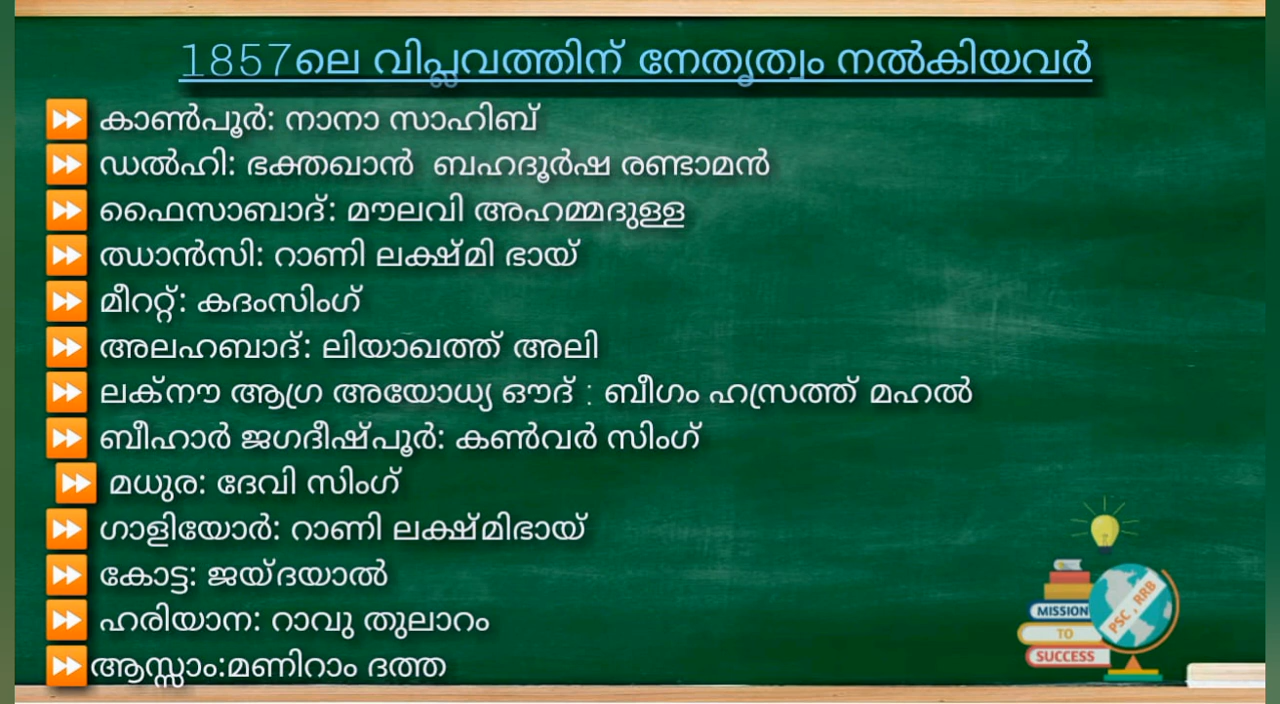 1857ലെ വിപ്ലവത്തിന് നേതൃത്വം നൽകിയവർ
കാൺപൂർ: നാനാ സാഹിബ്
ഡൽഹി: ഭക്തഖാൻ ബഹദൂർഷ രണ്ടാമൻ
ഫൈസാബാദ്: മൗലവി അഹമ്മദുള്ള
ഝാൻസി: റാണി ലക്ഷ്മി ഭായ്
മീററ്റ്: കദംസിംഗ്
അലഹബാദ്: ലിയാഖത്ത് അലി
ലക്നൗ ആഗ്ര അയോധ്യ ഔദ് : ബീഗം ഹസ്രത്ത് മഹൽ
ബീഹാർ ജഗദീഷ്പൂർ: കൺവർ സിംഗ്
മധുര: ദേവി സിംഗ്
ഗാളിയോർ: റാണി ലക്ഷ്മിഭായ്
കോട്ട: ജയ്ദയാൽ
ഹരിയാന: റാവു തുലാറം
ആസ്സാം:മണിറാം ദത്ത
MISSION
TO
SUCCESS
PSC , RRB